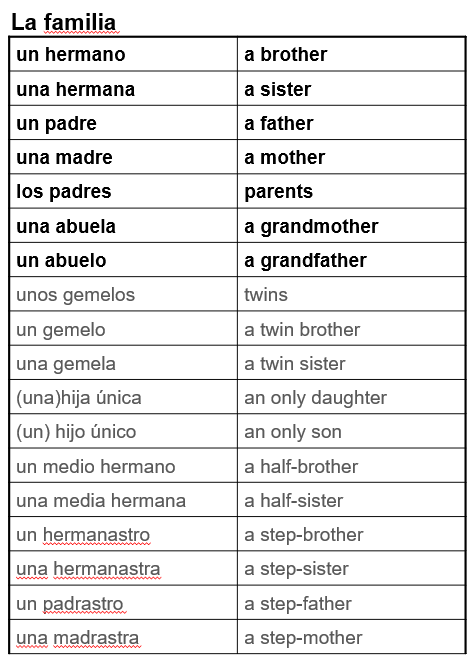 La familia
un hermano a brother
una hermana a sister
un padre a father
una madre a mother
los padres parents
una abuela a grandmother
un abuelo a grandfather
unos gemelos twins
un gemelo a twin brother
una gemela a twin sister
(una)hija única an only daughter
(un) hijo único an only son
un medio hermano a half-brother
una media hermana a half-sister
un hermanastro a step-brother
una hermanastra a step-sister
un padrastro a step-father
una madrastra a step-mother